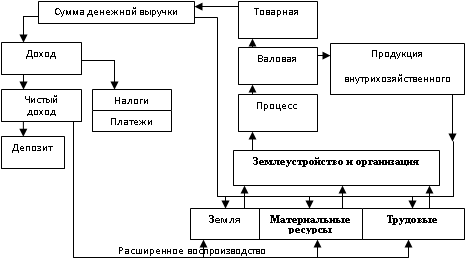 Сумма денежной выручки
Товарная
Доход
Валовая
Продукция
внутрихозяйственного
Чистый
доход
Налоги
Платежи
Процесс
Депозит
Землеустройство и организация
Земля
Материальные
ресурсы
Трудовые
Расширенное воспроизводство